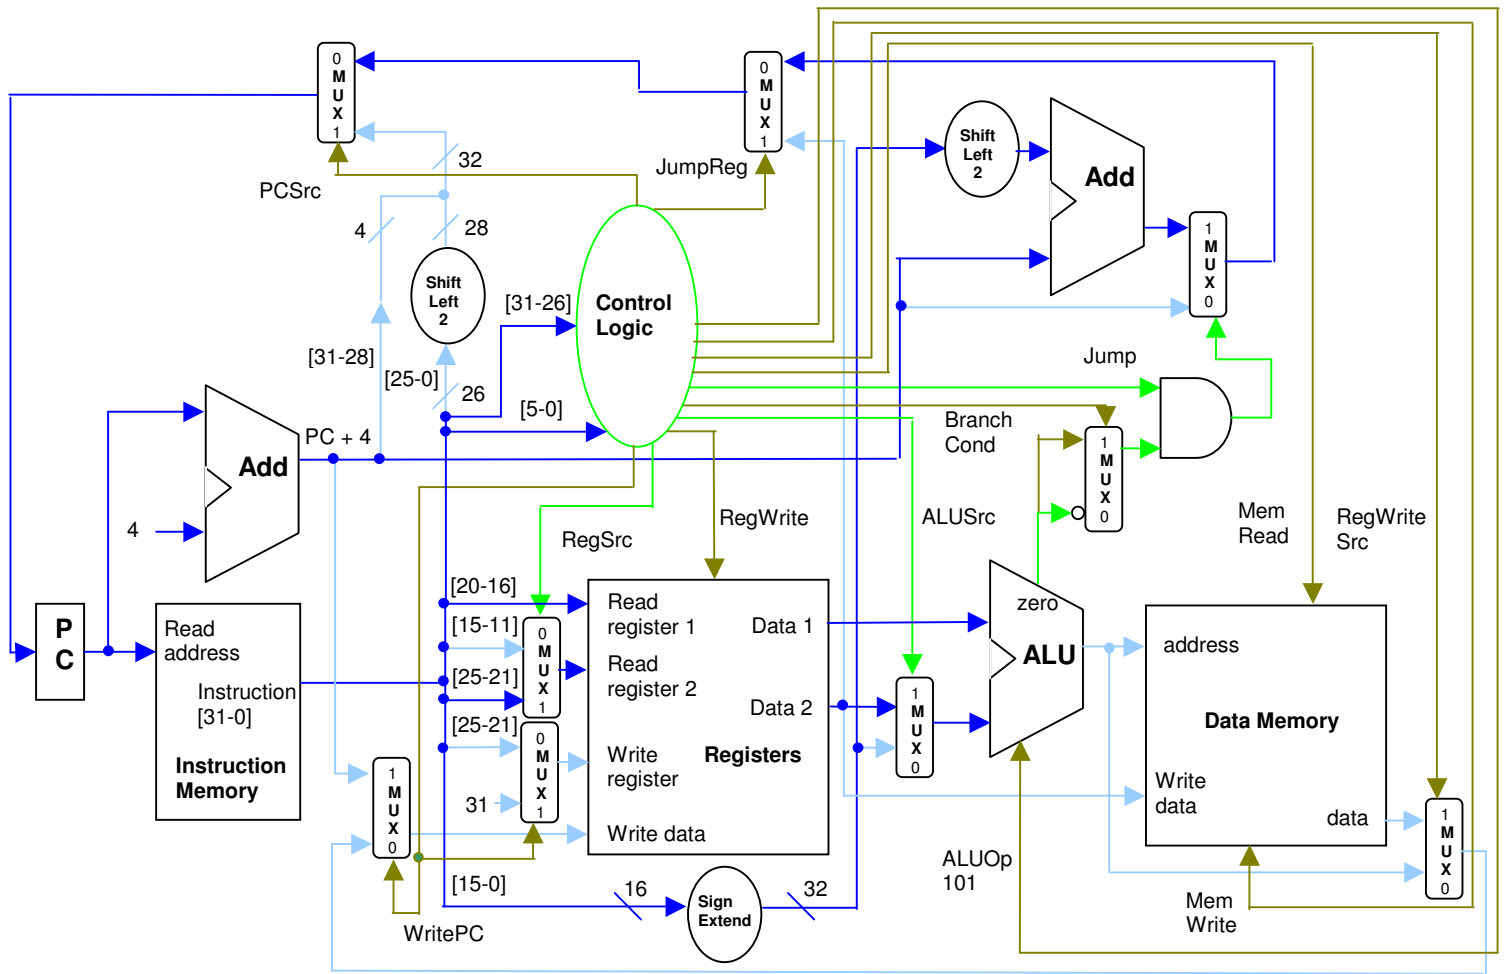 0
M
U
X
1
0
M
U
X
1
32
PCSrc
JumpReg
Shift
Left
2
Add
4
28
1
M
U
X
0
Shift
Left
2
[31-26]
Control
Logic
[31-28]
[25-0]
26
[5-0]
Jump
Branch
Cond
1
M
U
X
0
PC + 4
Add
4
RegSrc
RegWrite
ALUSrc
Mem
Read
RegWrite
Src
P
C
Read
address
Instruction
[31-0]
Instruction
Memory
[20-16]
[15-11]
[25-21]
[25-21]
31
0
M
U
X
1
0
M
U
X
1
Read
register 1
Read
register 2
Write
register
Write data
Data 1
Data 2
Registers
1
M
U
X
0
zero
ALU
address
Data Memory
Write
data
data
1
M
U
X
0
1
M
U
X
0
[15-0]
16
Sign
Extend
32
WritePC
ALUOp
101
Mem
Write